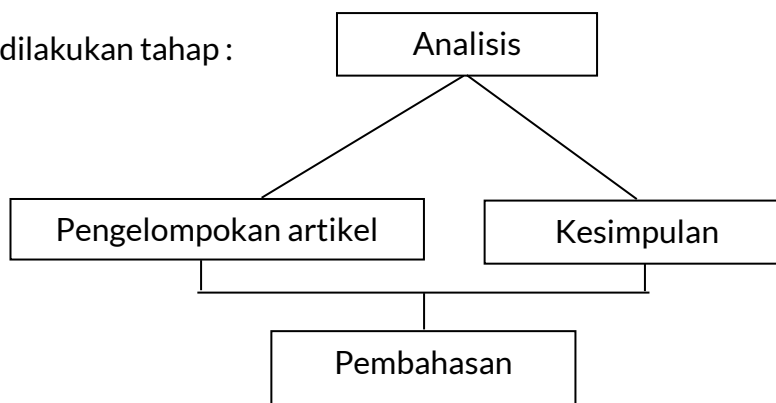 dilakukan tahap :
Analisis
Pengelompokan artikel
Kesimpulan
Pembahasan